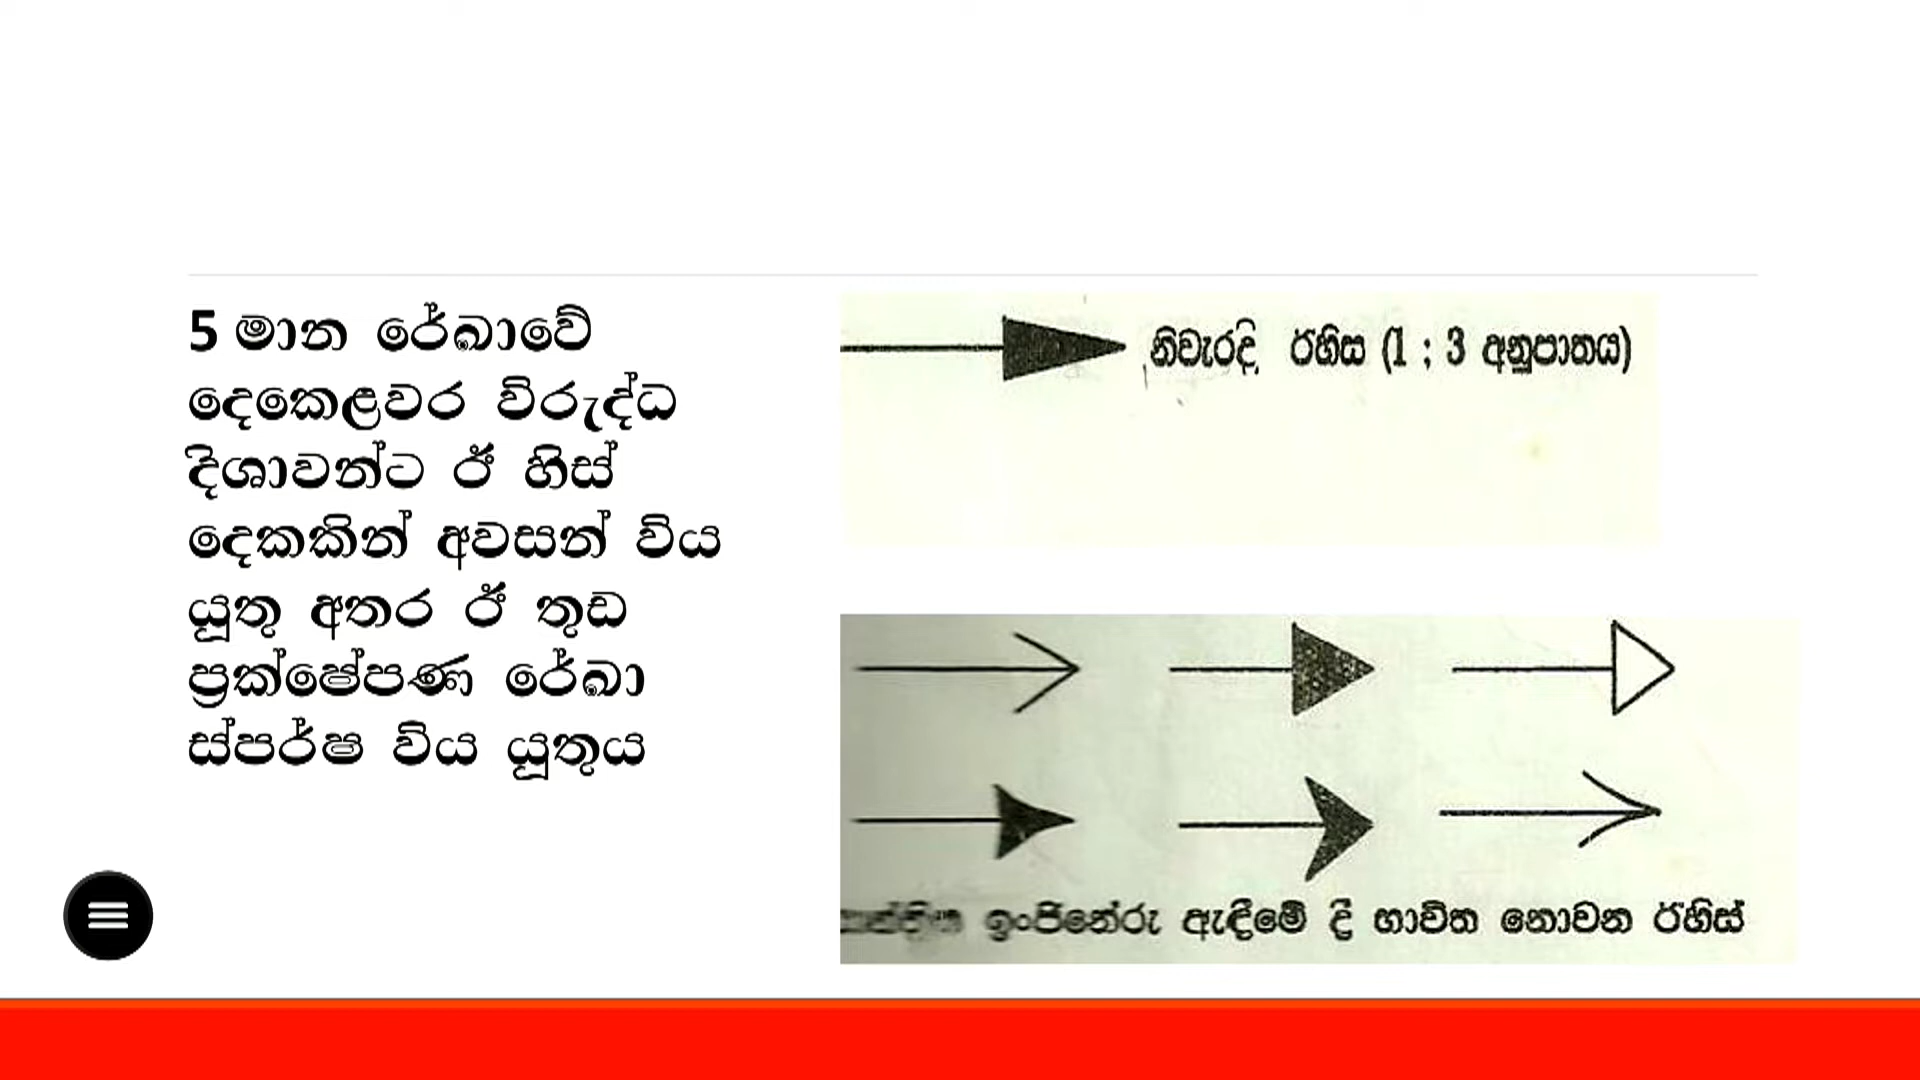 5 මාන රේඛාවේ
දෙකෙළවර විරුද්ධ
දිශාවන්ට ඊ හිස්
දෙකකින් අවසන් විය
යූතු අතර ඊ තුඩ
ප්‍රක්ෂේපණ රේඛා
ස්පර්ෂ විය යූතුය
නිවැරදි ඊහිස (1 ; 3 අනුපාතය)
ඉංජිනේරු ඇඳීමේ දී භාවිත නොවන ඊහිස්